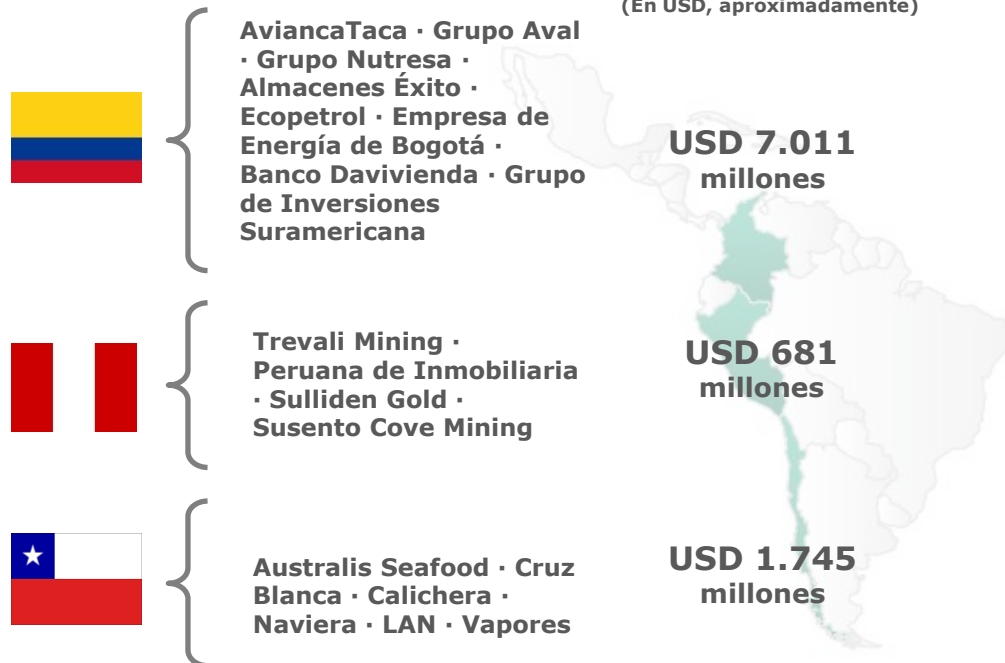 (En USD, aproximadamente)
AviancaTaca · Grupo Aval
· Grupo Nutresa ·
Almacenes Éxito ·
Ecopetrol · Empresa de
Energía de Bogotá ·
Banco Davivienda · Grupo
de Inversiones
Suramericana
USD 7.011
millones
Trevali Mining ·
Peruana de Inmobiliaria
· Sulliden Gold ·
Susento Cove Mining
USD 681
millones
Australis Seafood · Cruz
Blanca · Calichera ·
Naviera · LAN · Vapores
USD 1.745
millones